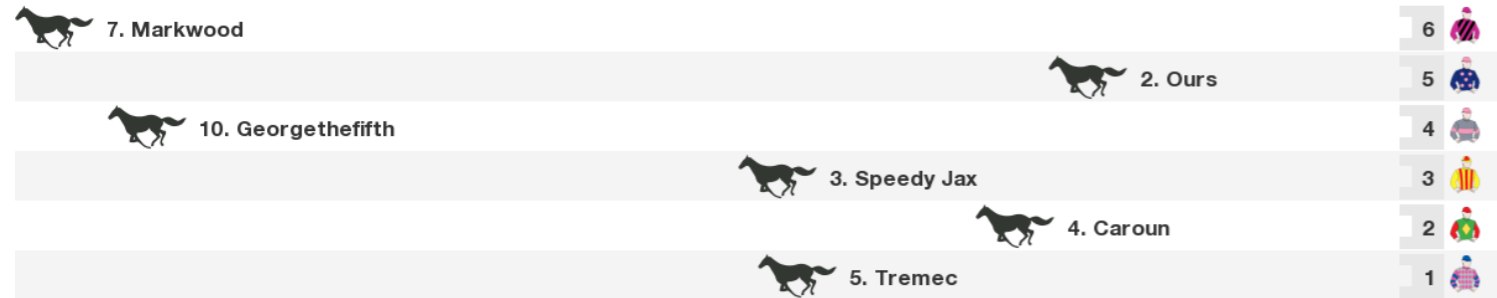 7. Markwood 6
2. Ours 5
10. Georgethefifth 4
3. Speedy Jax 3
4. Caroun 2
5. Tremec 1